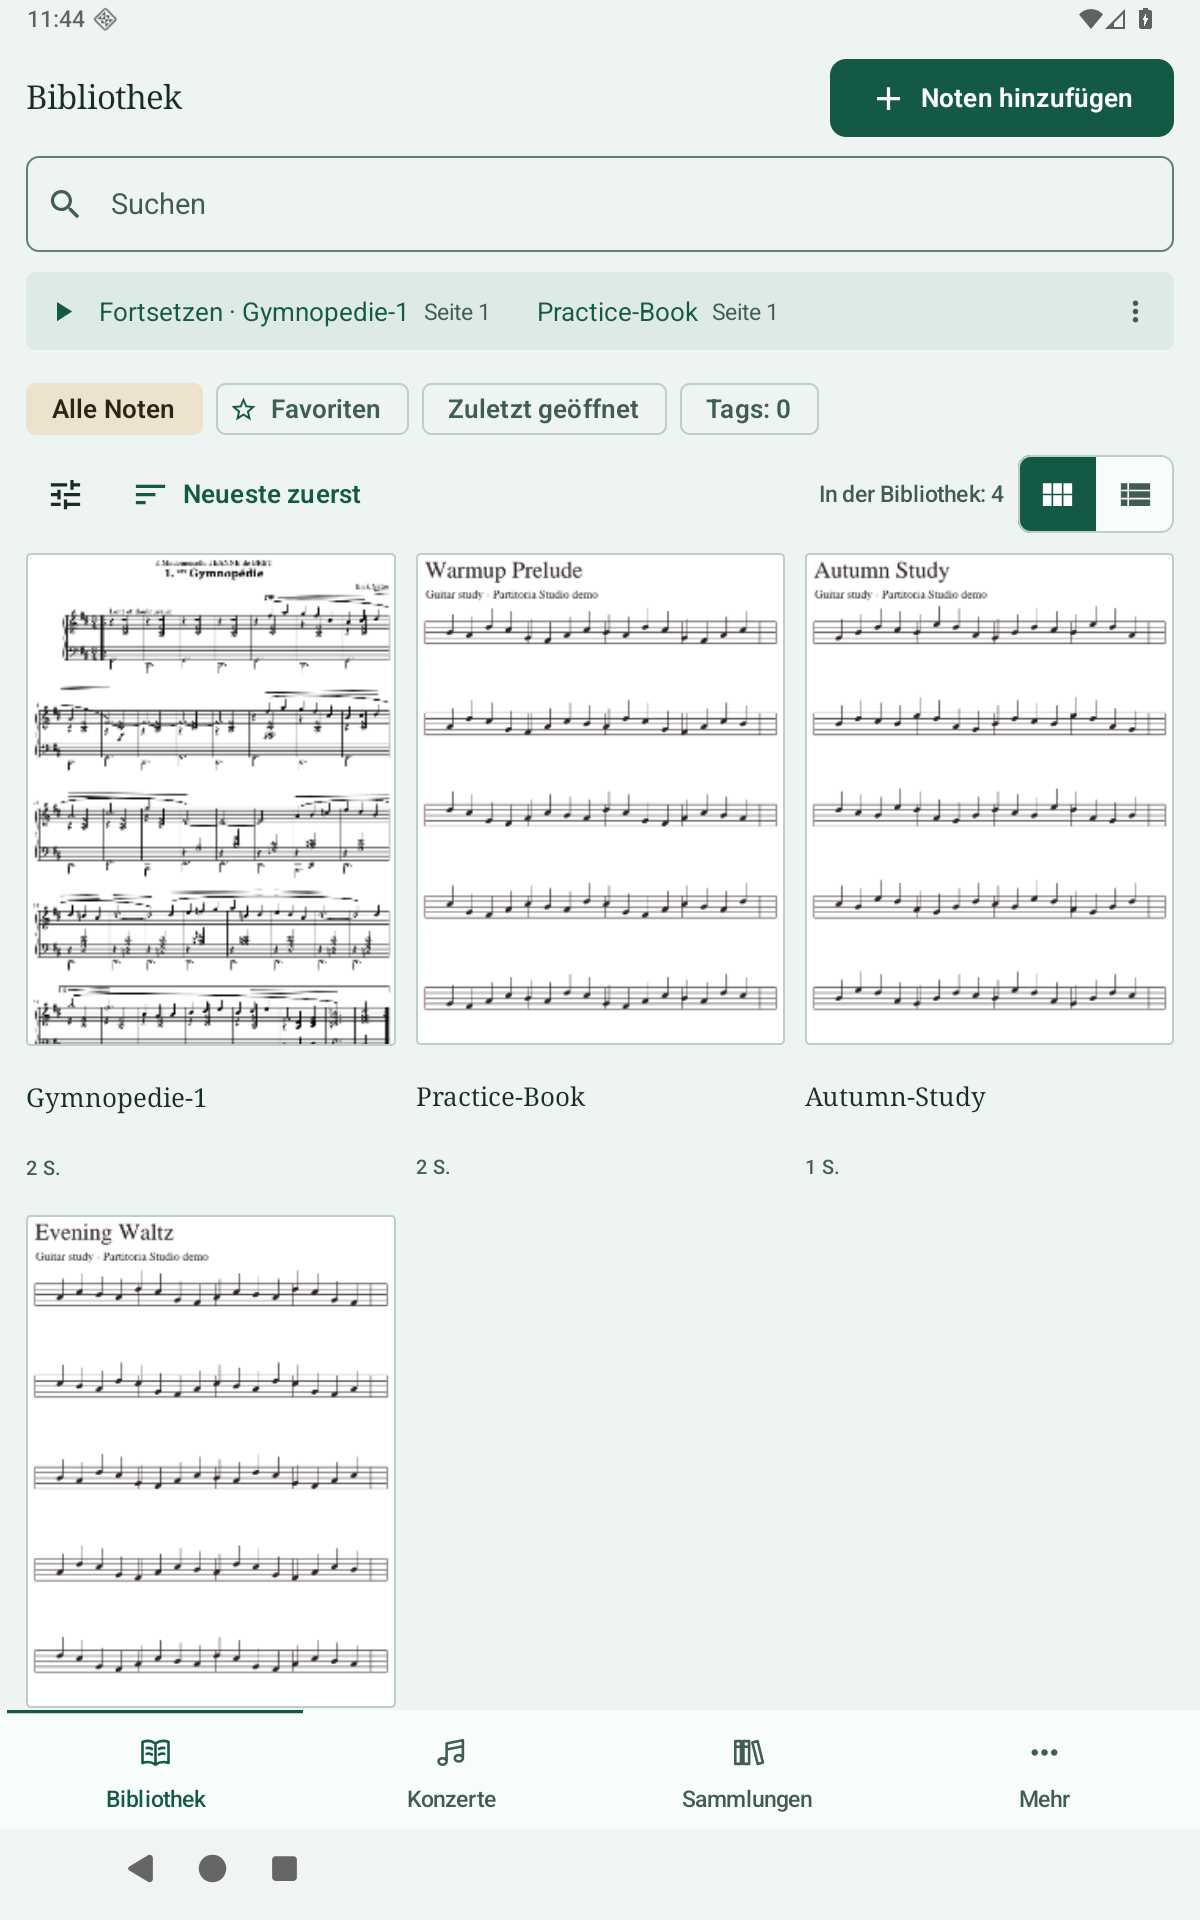 11:44
Bibliothek
Noten hinzufügen
Suchen
Fortsetzen · Gymnopedie-1 Seite 1 Practice-Book Seite 1
Alle Noten Favoriten Zuletzt geöffnet Tags: 0
Neueste zuerst In der Bibliothek: 4
1. ère Gymnopédie
Warmup Prelude
Guitar study - Partitoria Studio demo
Autumn Study
Guitar study - Partitoria Studio demo
Gymnopedie-1
Practice-Book
Autumn-Study
2 S.
2 S.
1 S.
Evening Waltz
Guitar study - Partitoria Studio demo
Bibliothek
Konzerte
Sammlungen
Mehr